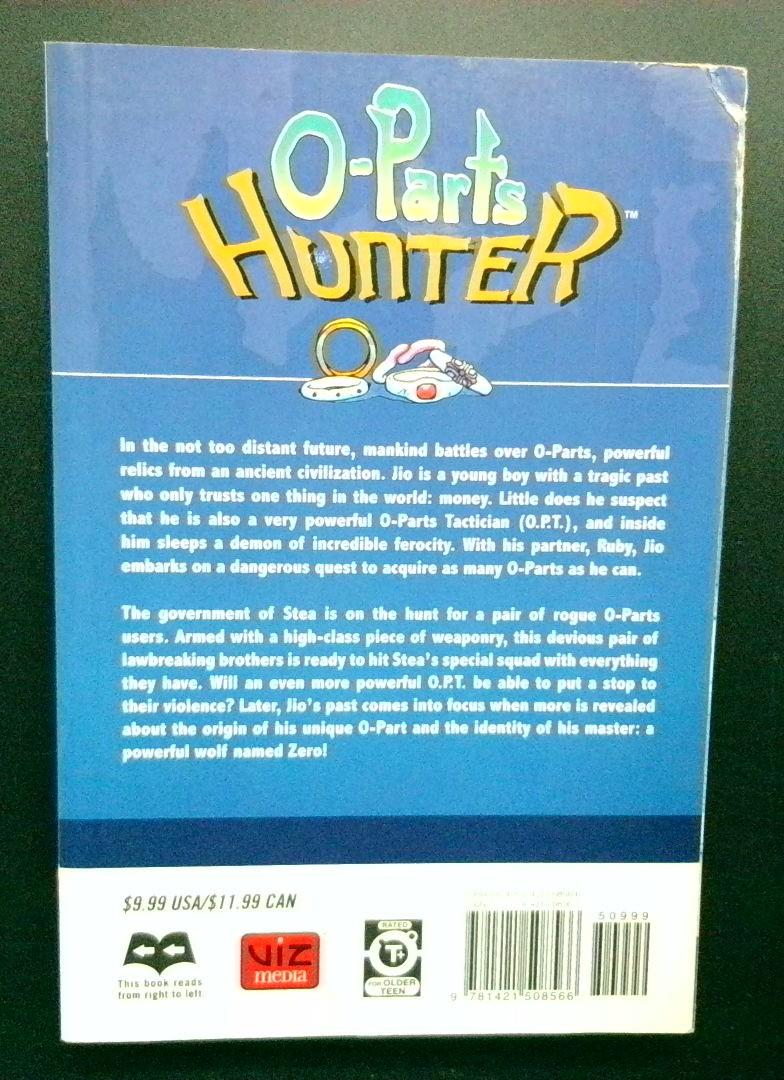 O-Parts
HUNTER™
In the not too distant future, mankind battles over O-Parts, powerful
relics from an ancient civilization. Jio is a young boy with a tragic past
who only trusts one thing in the world: money. Little does he suspect
that he is also a very powerful O-Parts Tactician (O.P.T.), and inside
him sleeps a demon of incredible ferocity. With his partner, Ruby, Jio
embarks on a dangerous quest to acquire as many O-Parts as he can.
The government of Stea is on the hunt for a pair of rogue O-Parts
users. Armed with a high-class piece of weaponry, this devious pair of
lawbreaking brothers is ready to hit Stea's special squad with everything
they have. Will an even more powerful O.P.T. be able to put a stop to
their violence? Later, Jio's past comes into focus when more is revealed
about the origin of his unique O-Part and the identity of his master: a
powerful wolf named Zero!
$9.99 USA/$11.99 CAN
This book reads
from right to left
VIZ
media
RATED
T+
FOR OLDER
TEEN
50999
9 781421 508566